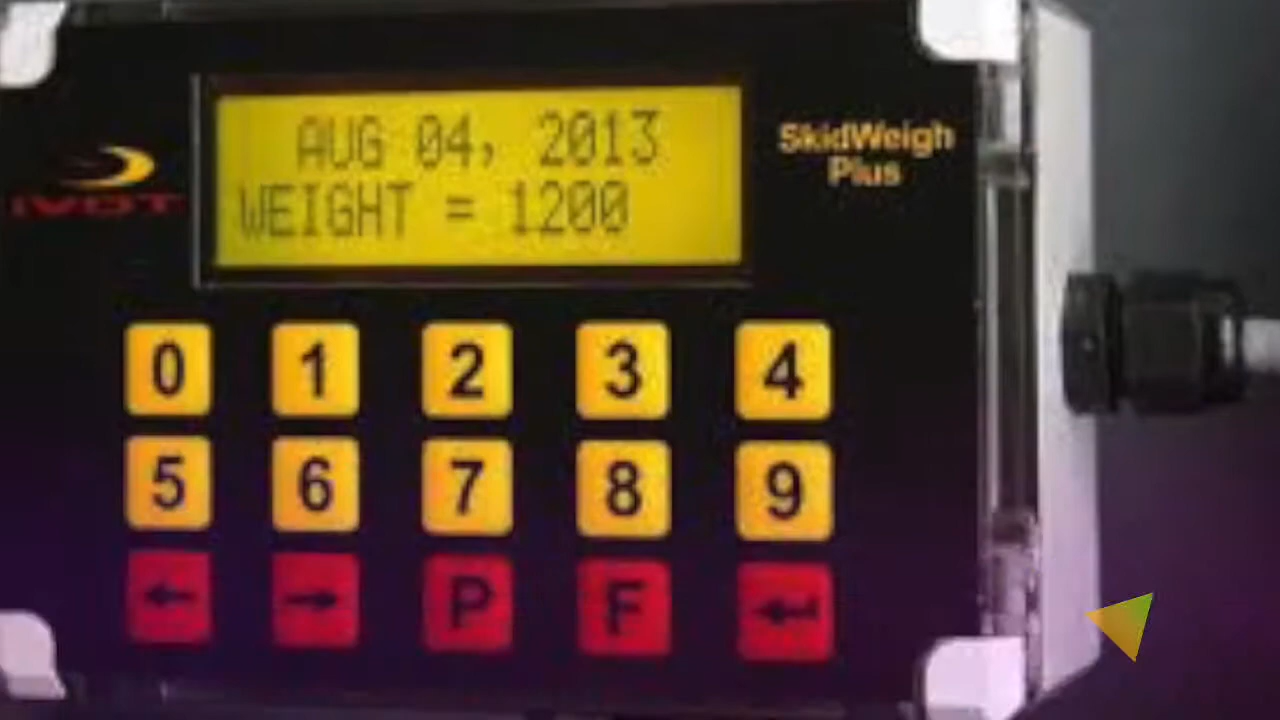 AUG 04, 2013
WEIGHT = 1200
SkidWeigh
Plus
IVDT
0 1 2 3 4
5 6 7 8 9
← → P F ↵